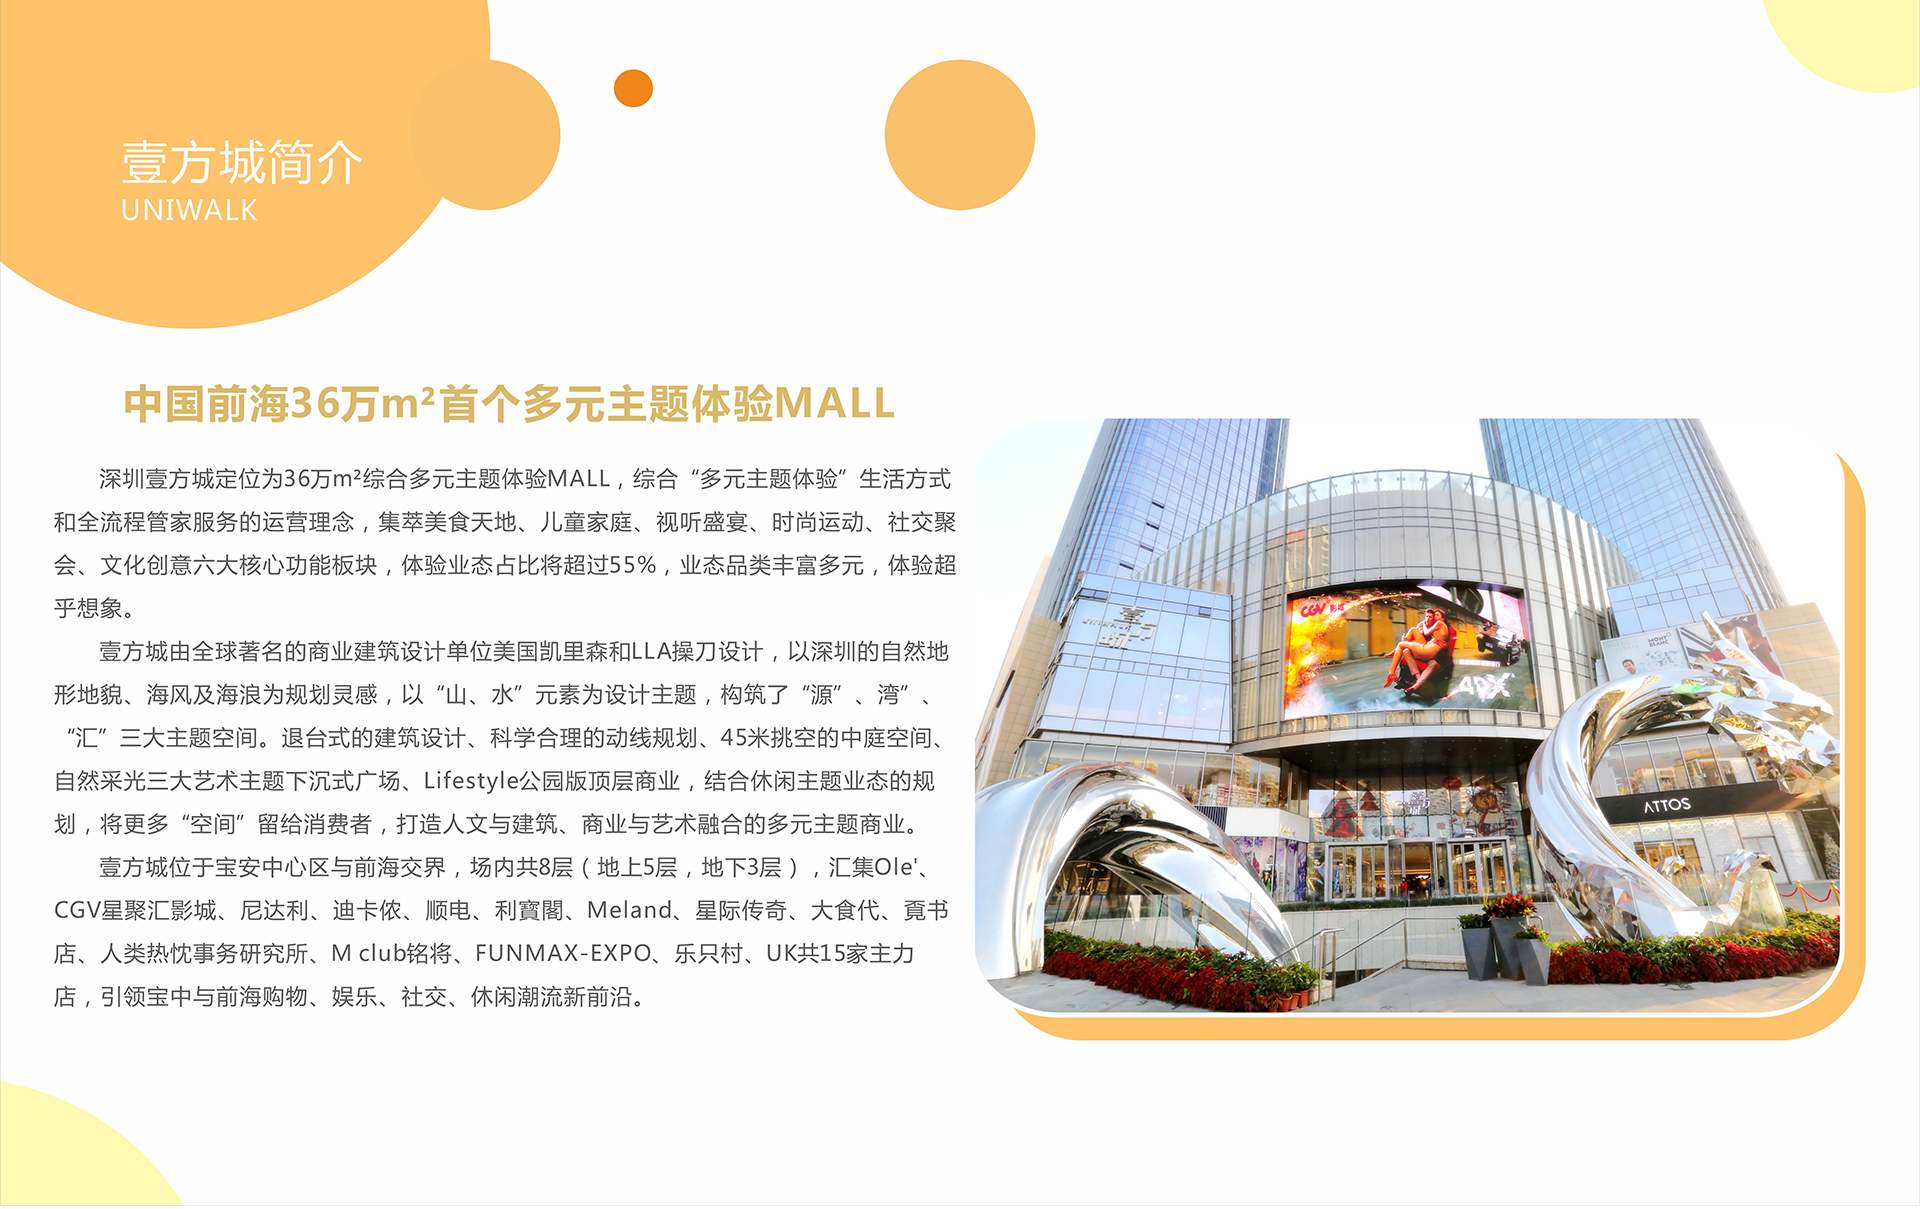 壹方城简介
UNIWALK
中国前海36万m²首个多元主题体验MALL
深圳壹方城定位为36万m²综合多元主题体验MALL，综合“多元主题体验”生活方式
和全流程管家服务的运营理念，集萃美食天地、儿童家庭、视听盛宴、时尚运动、社交聚
会、文化创意六大核心功能板块，体验业态占比将超过55%，业态品类丰富多元，体验超
乎想象。
壹方城由全球著名的商业建筑设计单位美国凯里森和LLA操刀设计，以深圳的自然地
形地貌、海风及海浪为规划灵感，以“山、水”元素为设计主题，构筑了“源”、湾”、
“汇”三大主题空间。退台式的建筑设计、科学合理的动线规划、45米挑空的中庭空间、
自然采光三大艺术主题下沉式广场、Lifestyle公园版顶层商业，结合休闲主题业态的规
划，将更多“空间”留给消费者，打造人文与建筑、商业与艺术融合的多元主题商业。
壹方城位于宝安中心区与前海交界，场内共8层（地上5层，地下3层），汇集Ole'、
CGV星聚汇影城、尼达利、迪卡侬、顺电、利寳閣、Meland、星际传奇、大食代、覔书
店、人类热忱事务研究所、M club铭将、FUNMAX-EXPO、乐只村、UK共15家主力
店，引领宝中与前海购物、娱乐、社交、休闲潮流新前沿。
CGV影城
壹方城
UNIWALK
MONT
BLANC
ATTOS